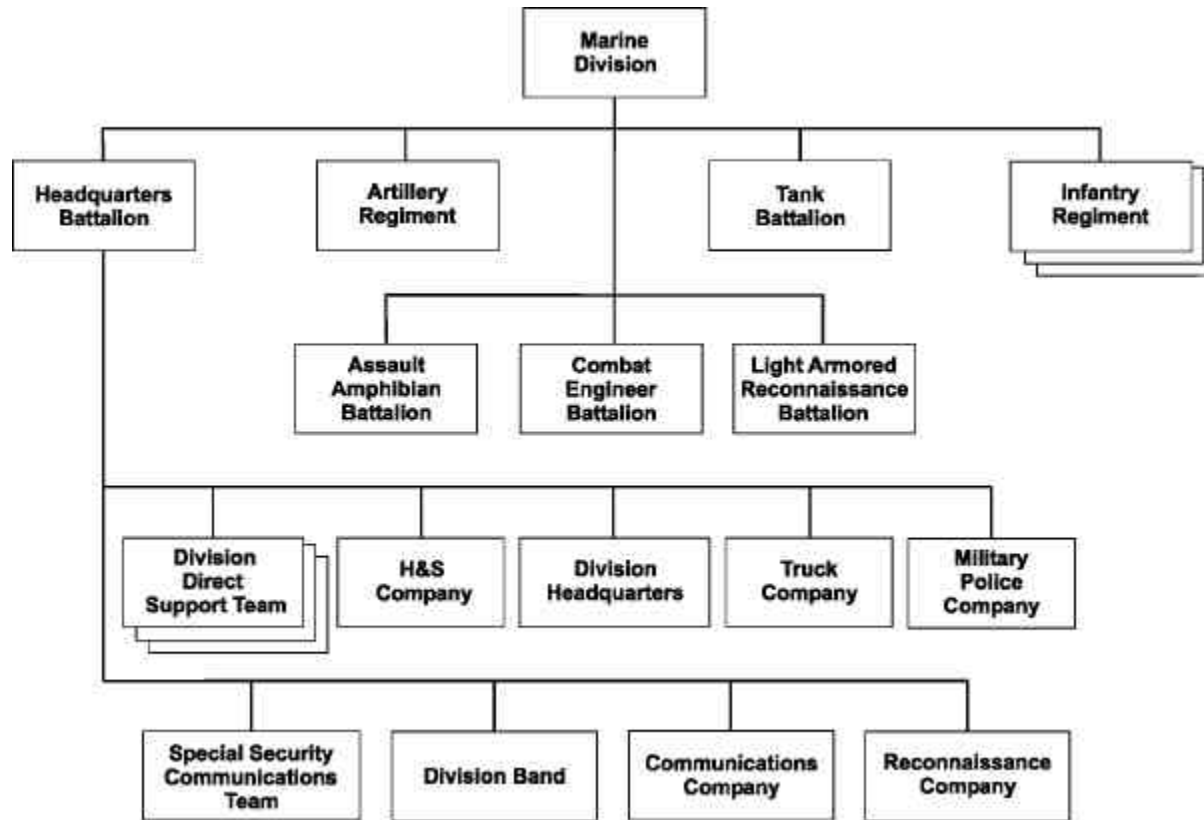 Marine
Division
Headquarters
Battalion
Artillery
Regiment
Tank
Battalion
Infantry
Regiment
Assault
Amphibian
Battalion
Combat
Engineer
Battalion
Light Armored
Reconnaissance
Battalion
Division
Direct
Support Team
H&S
Company
Division
Headquarters
Truck
Company
Military
Police
Company
Special Security
Communications
Team
Division Band
Communications
Company
Reconnaissance
Company